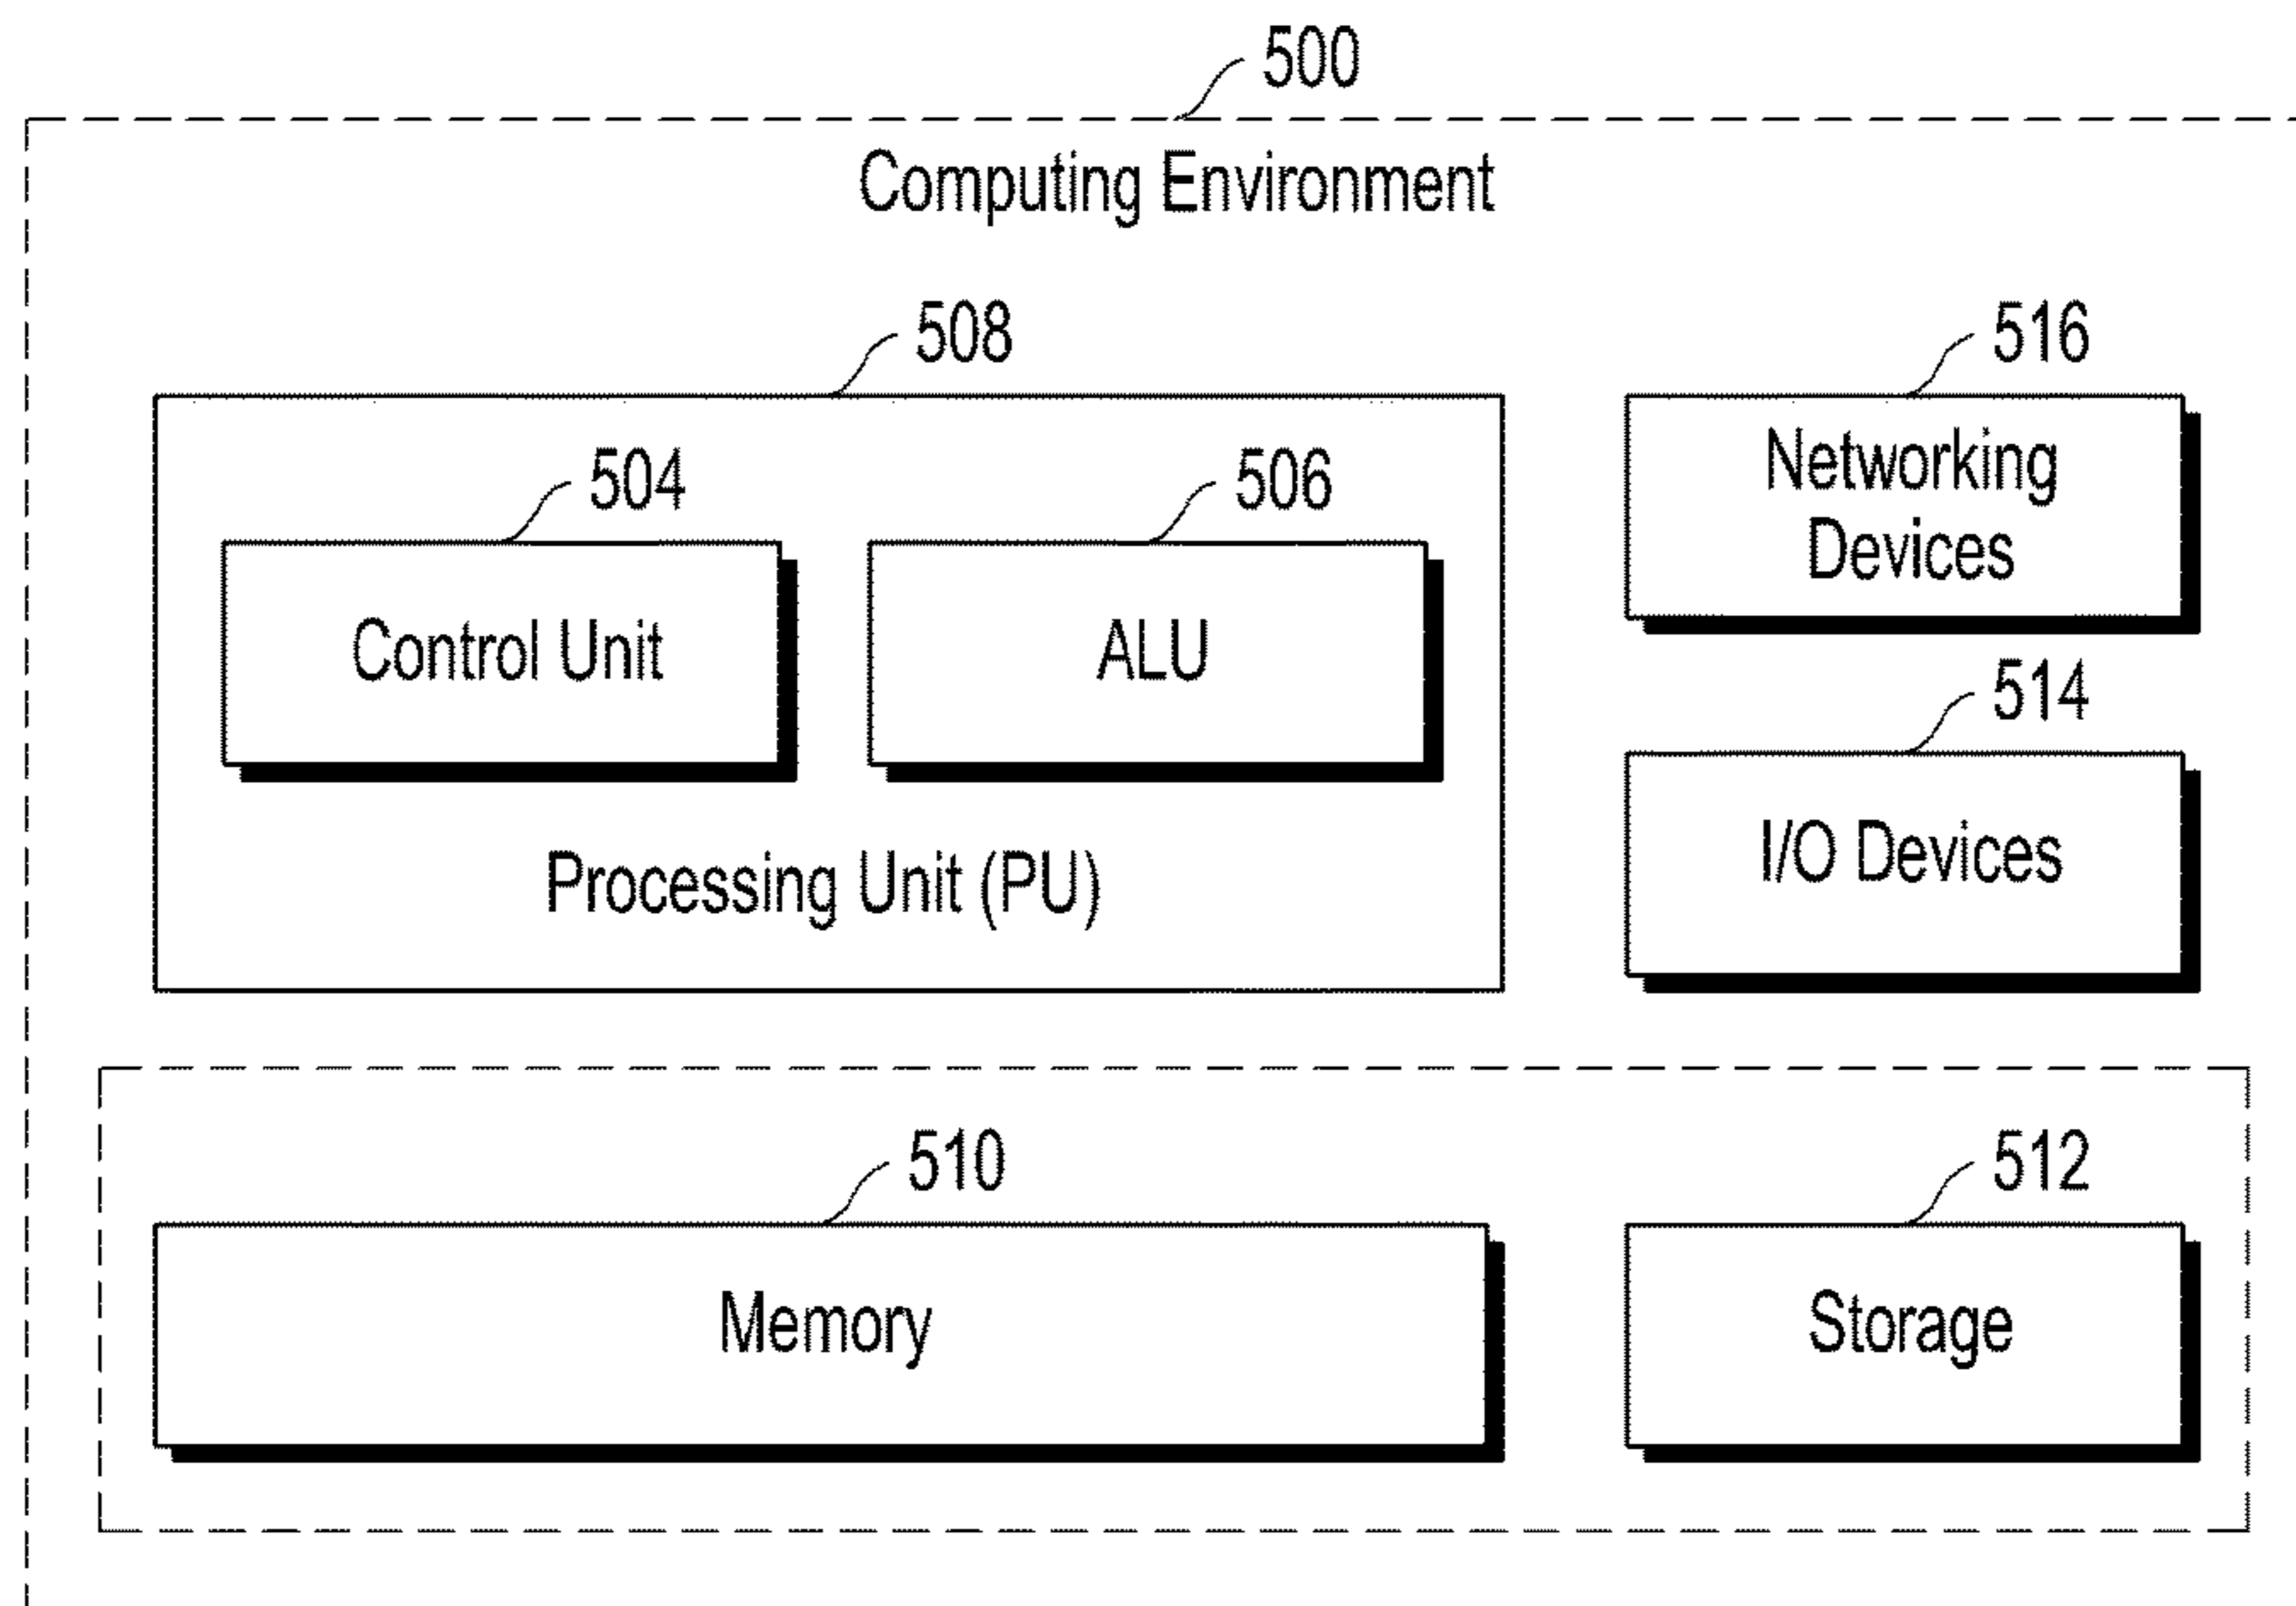 500
Computing Environment
508
516
504
506
Networking
Devices
Control Unit
ALU
514
I/O Devices
Processing Unit (PU)
510
512
Memory
Storage